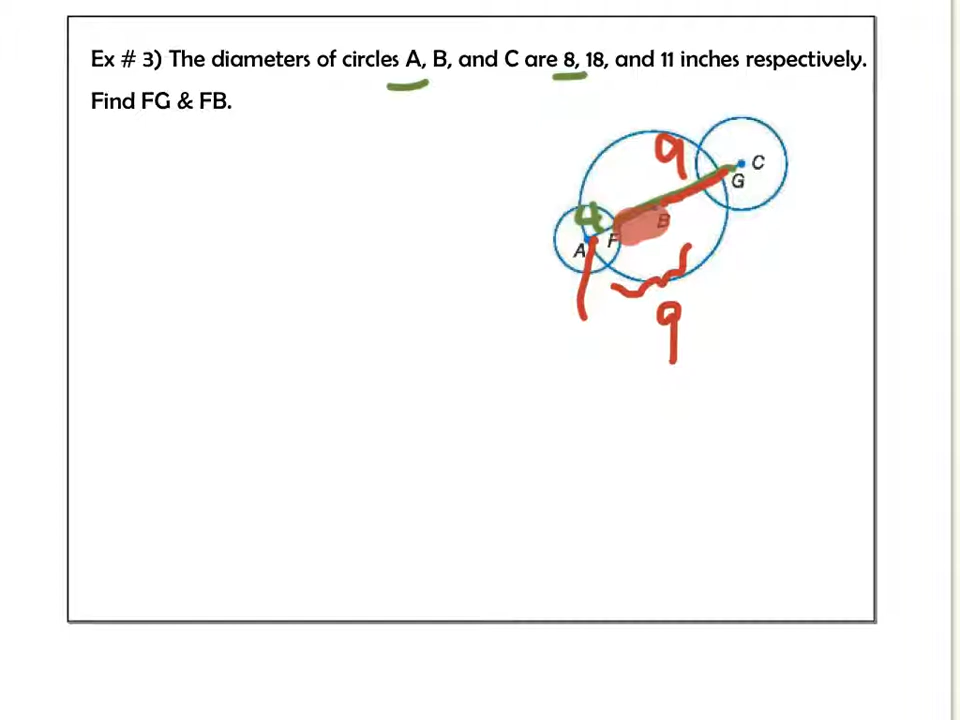 Ex # 3) The diameters of circles A, B, and C are 8, 18, and 11 inches respectively.
Find FG & FB.
9
C
G
4
B
F
A
9